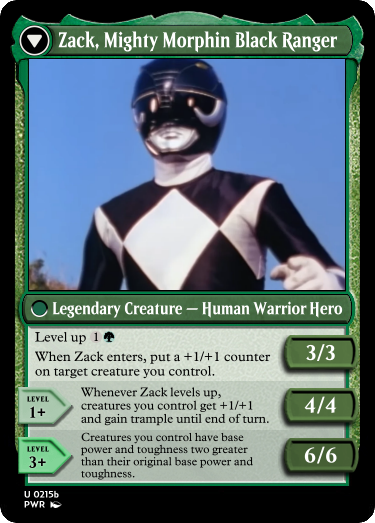 Zack, Mighty Morphin Black Ranger
Legendary Creature — Human Warrior Hero
Level up 1
When Zack enters, put a +1/+1 counter
on target creature you control.
3/3
LEVEL
1+
Whenever Zack levels up,
creatures you control get +1/+1
and gain trample until end of turn.
4/4
LEVEL
3+
Creatures you control have base
power and toughness two greater
than their original base power and
toughness.
6/6
U 0215b
PWR